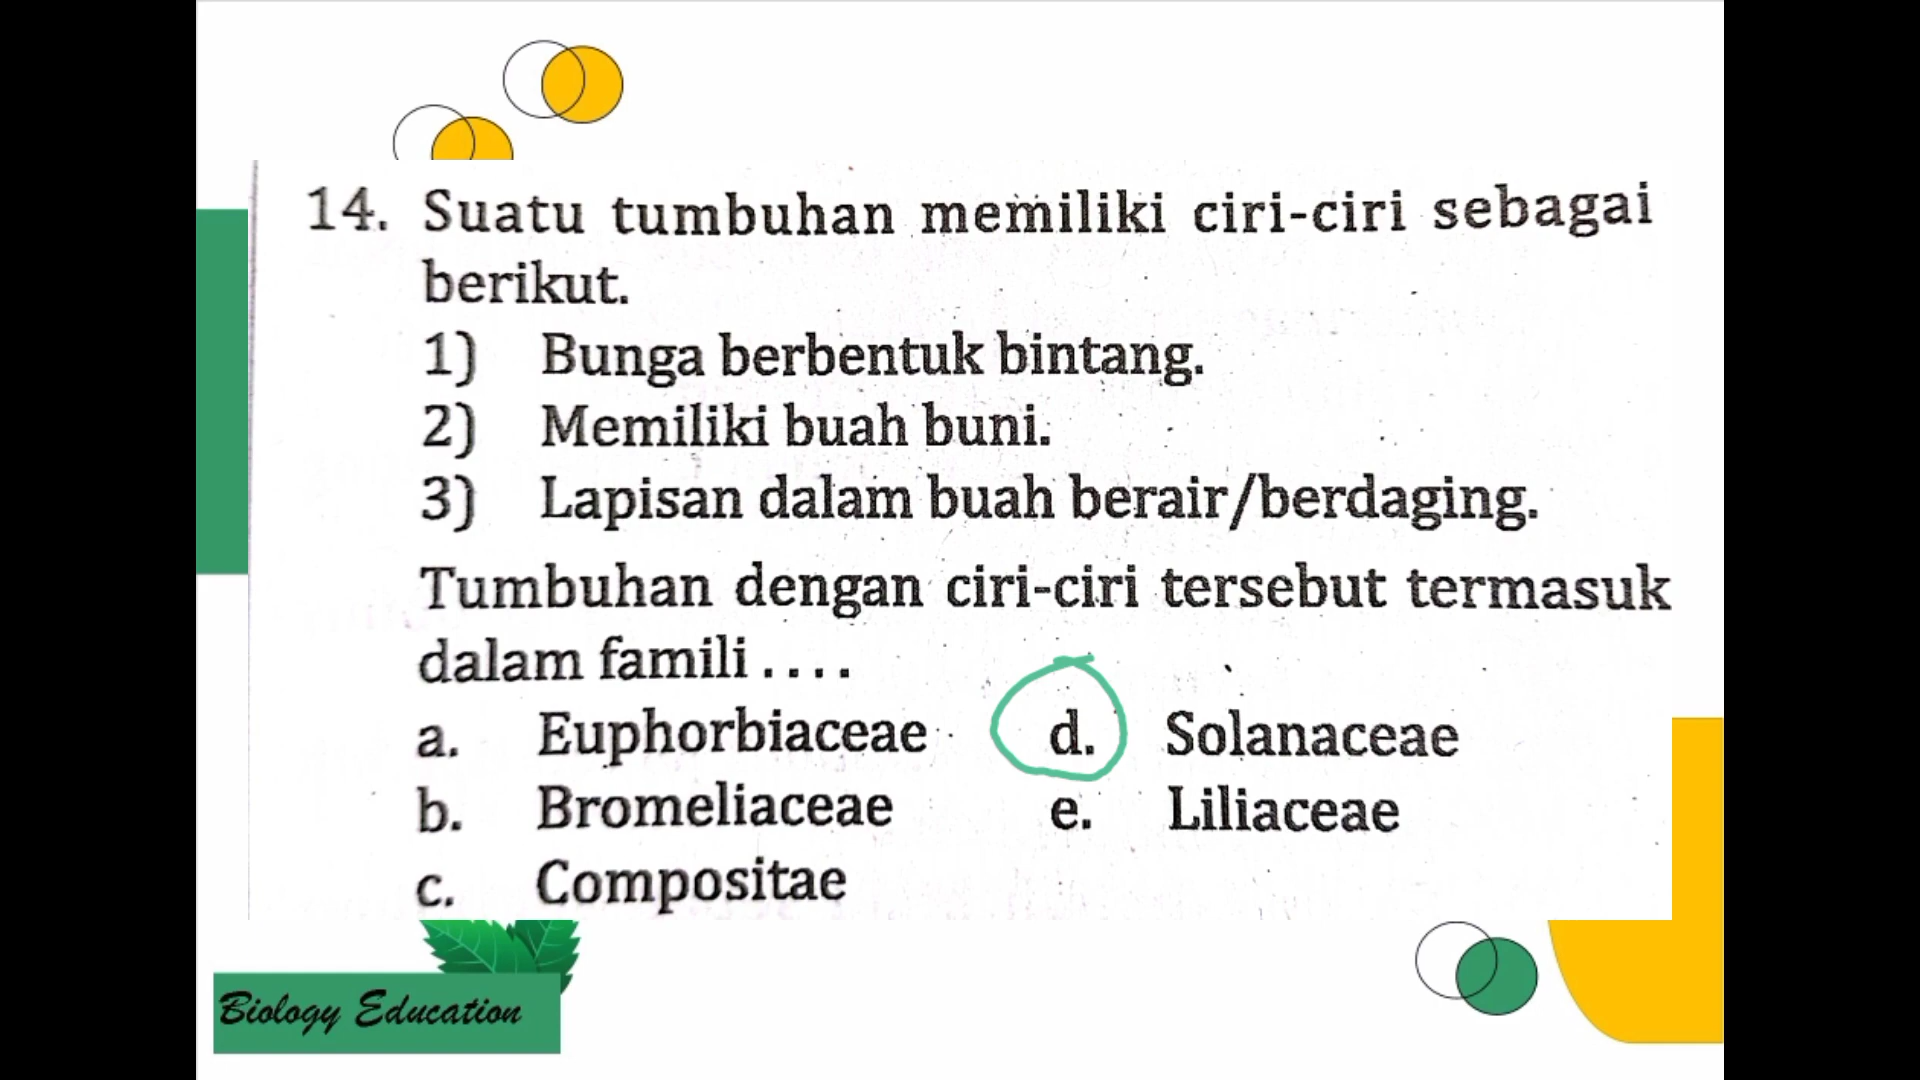 14. Suatu tumbuhan memiliki ciri-ciri sebagai
berikut.
1) Bunga berbentuk bintang.
2) Memiliki buah buni.
3) Lapisan dalam buah berair/berdaging.
Tumbuhan dengan ciri-ciri tersebut termasuk
dalam famili . . . .
a. Euphorbiaceae
b. Bromeliaceae
c. Compositae
d. Solanaceae
e. Liliaceae
Biology Education